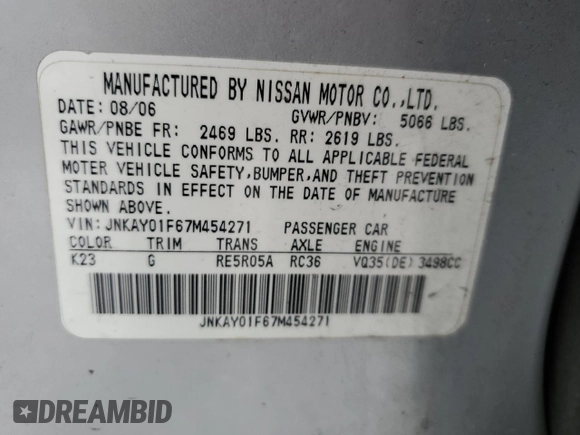 MANUFACTURED BY NISSAN MOTOR CO.,LTD.
DATE: 08/06 GVWR/PNBV: 5066 LBS.
GAWR/PNBE FR: 2469 LBS. RR: 2619 LBS.
THIS VEHICLE CONFORMS TO ALL APPLICABLE FEDERAL
MOTER VEHICLE SAFETY,BUMPER,AND THEFT PREVENTION
STANDARDS IN EFFECT ON THE DATE OF MANUFACTURE
SHOWN ABOVE.
VIN: JNKAY01F67M454271 PASSENGER CAR
COLOR TRIM TRANS AXLE ENGINE
K23 G RE5R05A RC36 VQ35(DE) 3498CC
JNKAY01F67M454271
DREAMBID